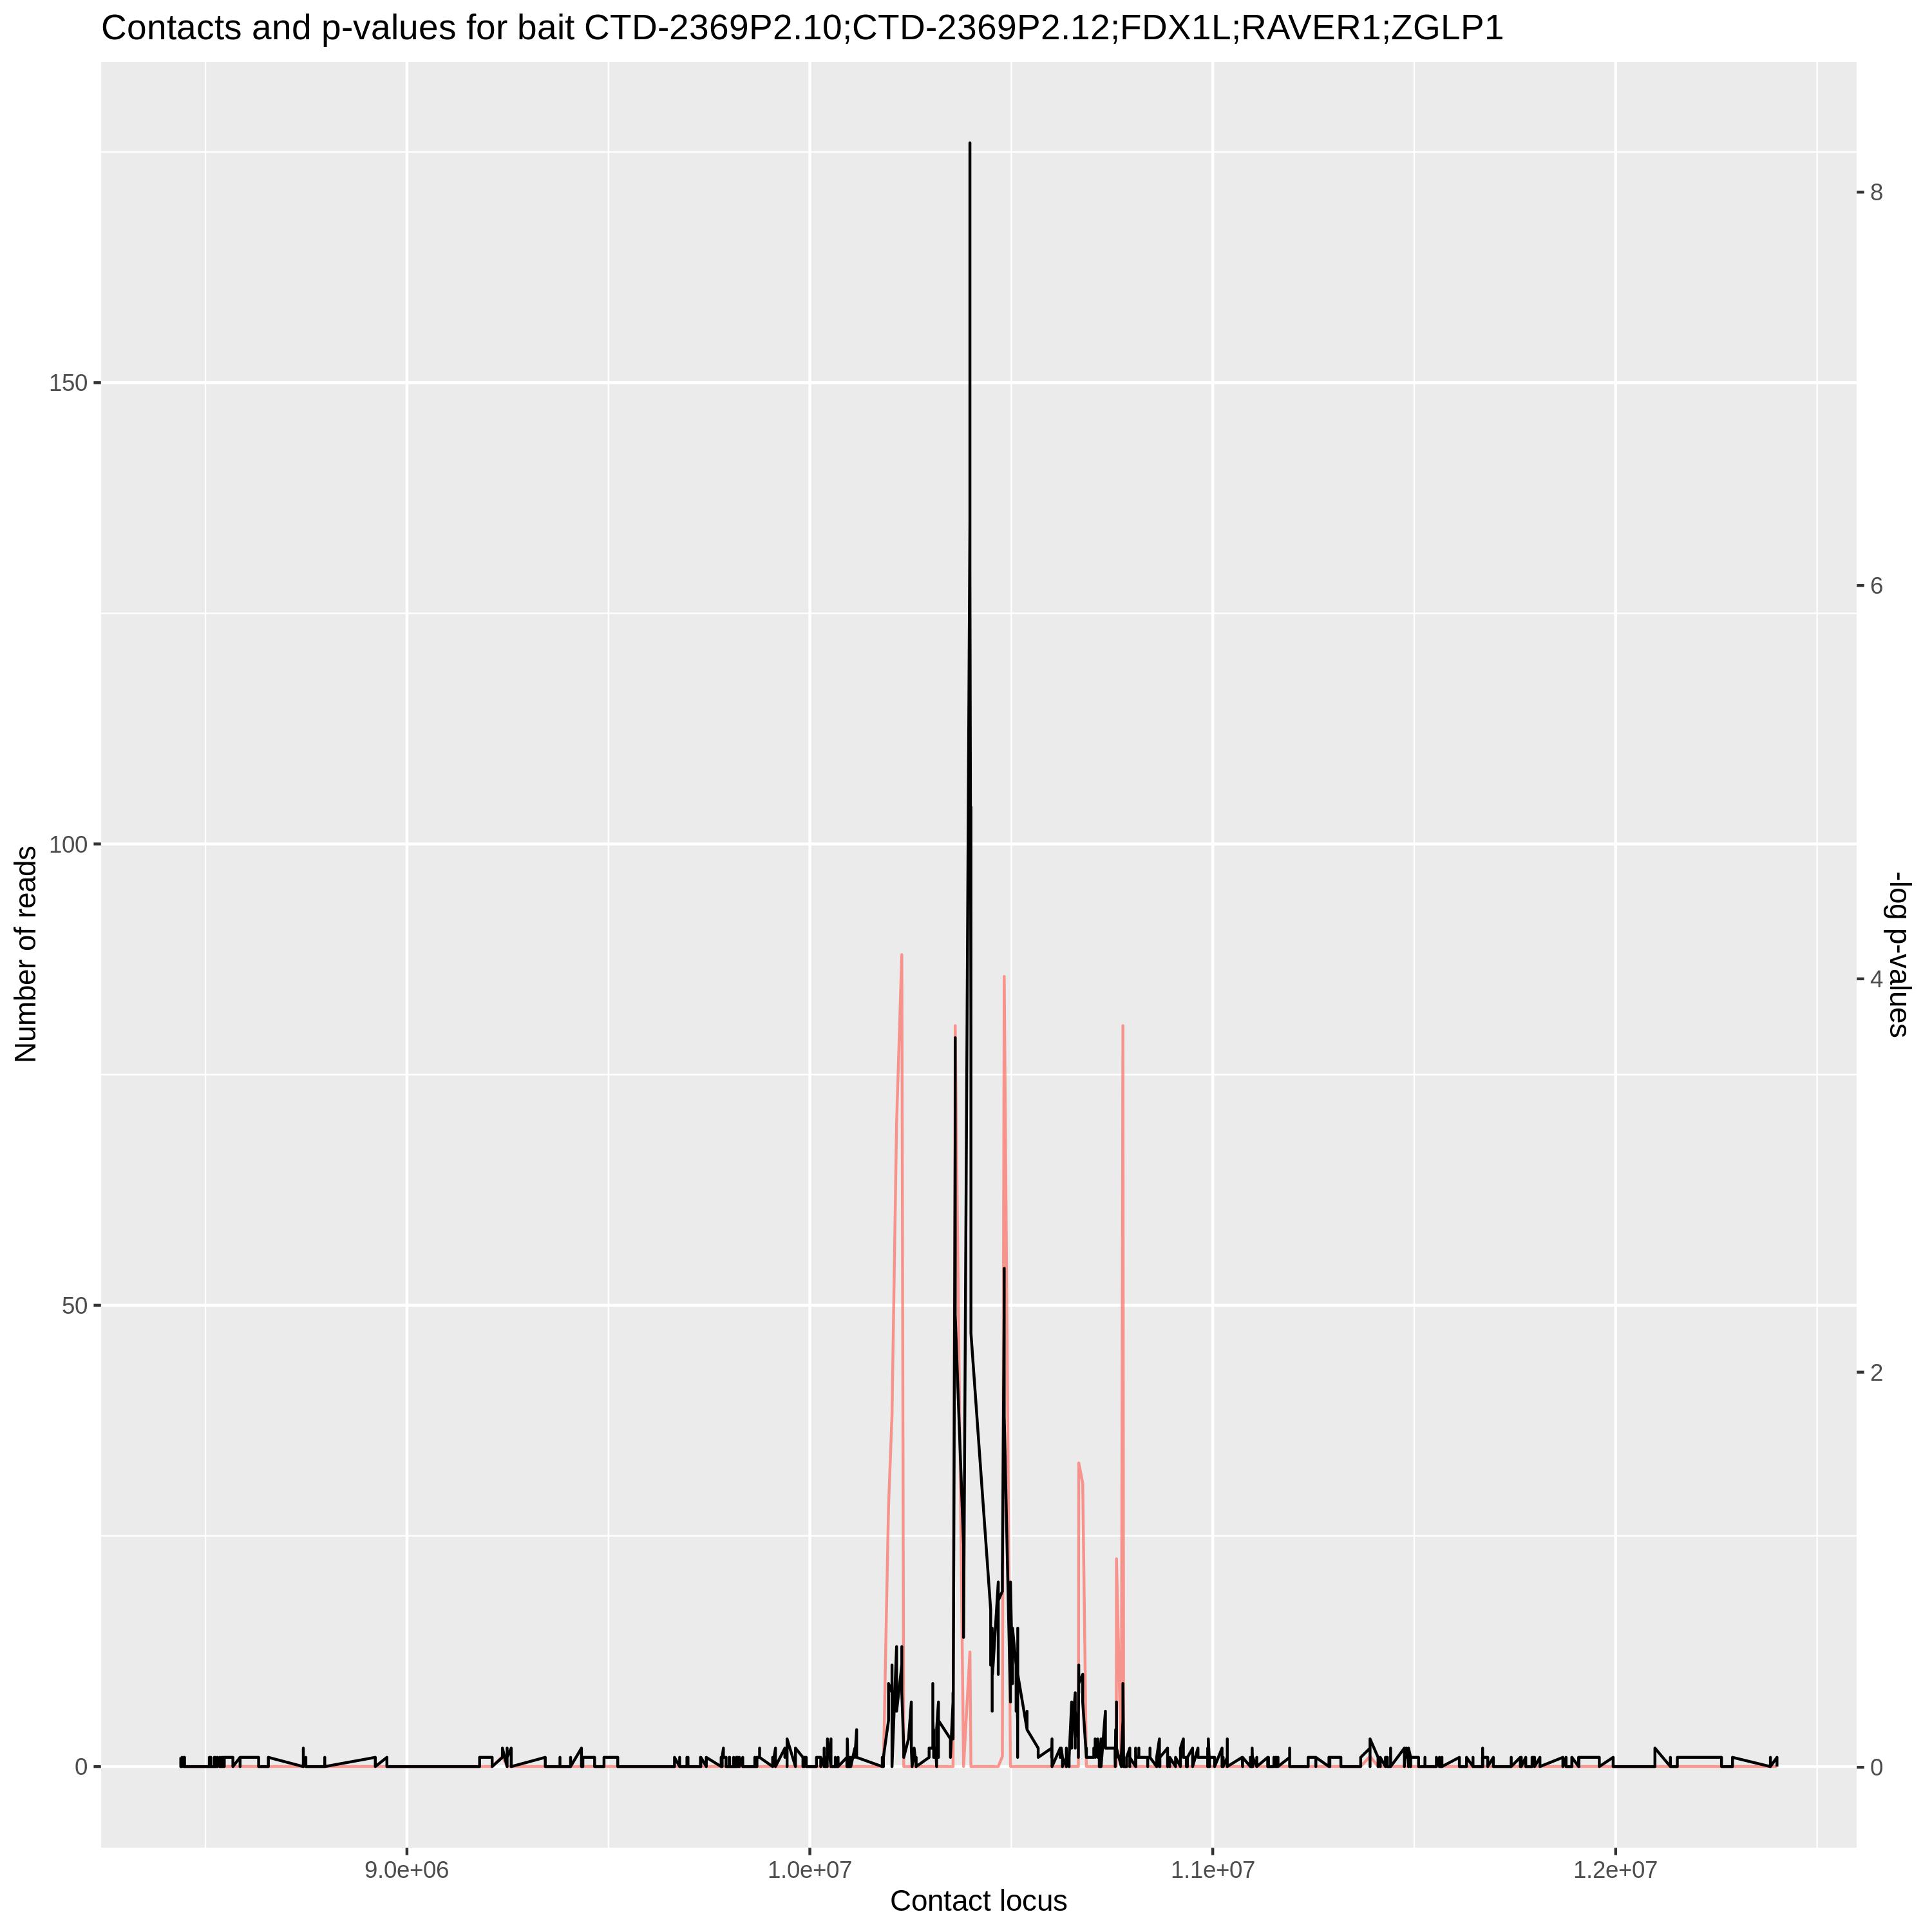 Contacts and p-values for bait CTD-2369P2.10;CTD-2369P2.12;FDX1L;RAVER1;ZGLP1
150
100
50
0
Number of reads
8
6
4
2
0
-log p-values
9.0e+06
1.0e+07
1.1e+07
1.2e+07
Contact locus